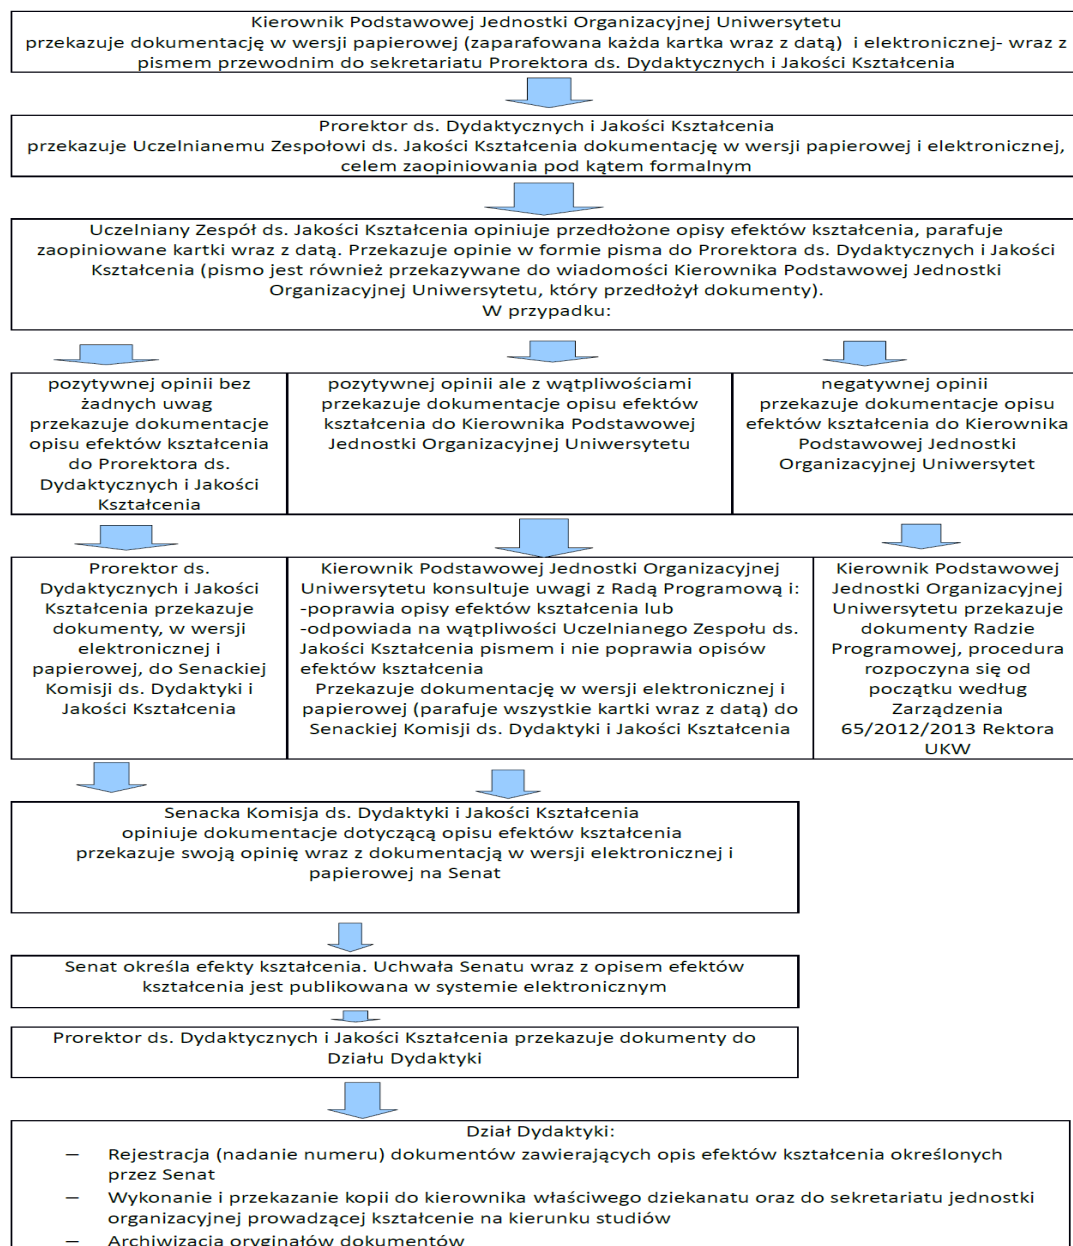 Kierownik Podstawowej Jednostki Organizacyjnej Uniwersytetu
przekazuje dokumentację w wersji papierowej (zaparafowana każda kartka wraz z datą)  i elektronicznej- wraz z
pismem przewodnim do sekretariatu Prorektora ds. Dydaktycznych i Jakości Kształcenia
Prorektor ds. Dydaktycznych i Jakości Kształcenia
przekazuje Uczelnianemu Zespołowi ds. Jakości Kształcenia dokumentację w wersji papierowej i elektronicznej,
celem zaopiniowania pod kątem formalnym
Uczelniany Zespół ds. Jakości Kształcenia opiniuje przedłożone opisy efektów kształcenia, parafuje
zaopiniowane kartki wraz z datą. Przekazuje opinie w formie pisma do Prorektora ds. Dydaktycznych i Jakości
Kształcenia (pismo jest również przekazywane do wiadomości Kierownika Podstawowej Jednostki
Organizacyjnej Uniwersytetu, który przedłożył dokumenty).
W przypadku:
pozytywnej opinii bez
żadnych uwag
przekazuje dokumentacje
opisu efektów kształcenia
do Prorektora ds.
Dydaktycznych i Jakości
Kształcenia
pozytywnej opinii ale z wątpliwościami
przekazuje dokumentacje opisu efektów
kształcenia do Kierownika Podstawowej
Jednostki Organizacyjnej Uniwersytetu
negatywnej opinii
przekazuje dokumentacje opisu
efektów kształcenia do Kierownika
Podstawowej Jednostki
Organizacyjnej Uniwersytet
Prorektor ds.
Dydaktycznych i Jakości
Kształcenia przekazuje
dokumenty, w wersji
elektronicznej i
papierowej, do Senackiej
Komisji ds. Dydaktyki i
Jakości Kształcenia
Kierownik Podstawowej Jednostki Organizacyjnej
Uniwersytetu konsultuje uwagi z Radą Programową i:
-poprawia opisy efektów kształcenia lub
-odpowiada na wątpliwości Uczelnianego Zespołu ds.
Jakości Kształcenia pismem i nie poprawia opisów
efektów kształcenia
Przekazuje dokumentację w wersji elektronicznej i
papierowej (parafuje wszystkie kartki wraz z datą) do
Senackiej Komisji ds. Dydaktyki i Jakości Kształcenia
Kierownik Podstawowej
Jednostki Organizacyjnej
Uniwersytetu przekazuje
dokumenty Radzie
Programowej, procedura
rozpoczyna się od
początku według
Zarządzenia
65/2012/2013 Rektora
UKW
Senacka Komisja ds. Dydaktyki i Jakości Kształcenia
opiniuje dokumentacje dotyczącą opisu efektów kształcenia
przekazuje swoją opinię wraz z dokumentacją w wersji elektronicznej i
papierowej na Senat
Senat określa efekty kształcenia. Uchwała Senatu wraz z opisem efektów
kształcenia jest publikowana w systemie elektronicznym
Prorektor ds. Dydaktycznych i Jakości Kształcenia przekazuje dokumenty do
Działu Dydaktyki
Dział Dydaktyki:
– Rejestracja (nadanie numeru) dokumentów zawierających opis efektów kształcenia określonych
przez Senat
– Wykonanie i przekazanie kopii do kierownika właściwego dziekanatu oraz do sekretariatu jednostki
organizacyjnej prowadzącej kształcenie na kierunku studiów
– Archiwizacja oryginałów dokumentów